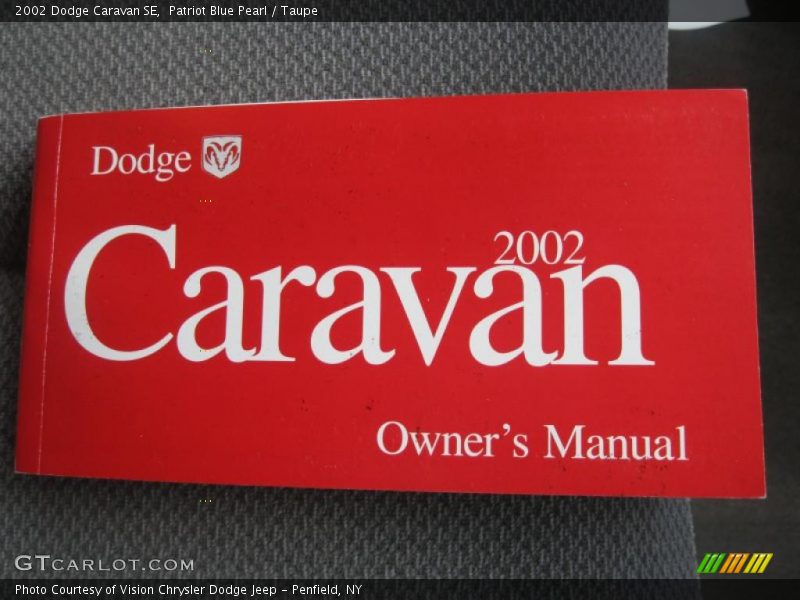 2002 Dodge Caravan SE, Patriot Blue Pearl / Taupe
Dodge
2002
Caravan
Owner's Manual
GTCARLOT.COM
Photo Courtesy of Vision Chrysler Dodge Jeep - Penfield, NY